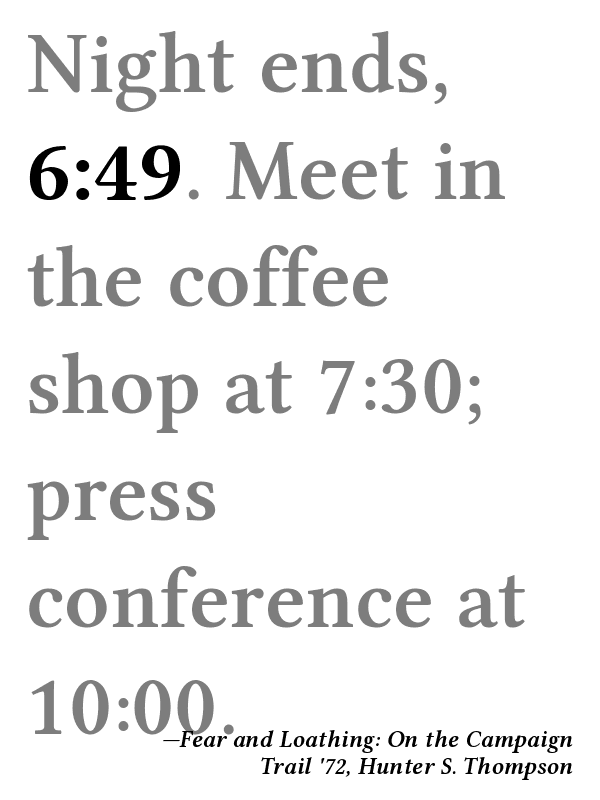 Night ends,
6:49. Meet in
the coffee
shop at 7:30;
press
conference at
10:00.
—Fear and Loathing: On the Campaign
Trail '72, Hunter S. Thompson